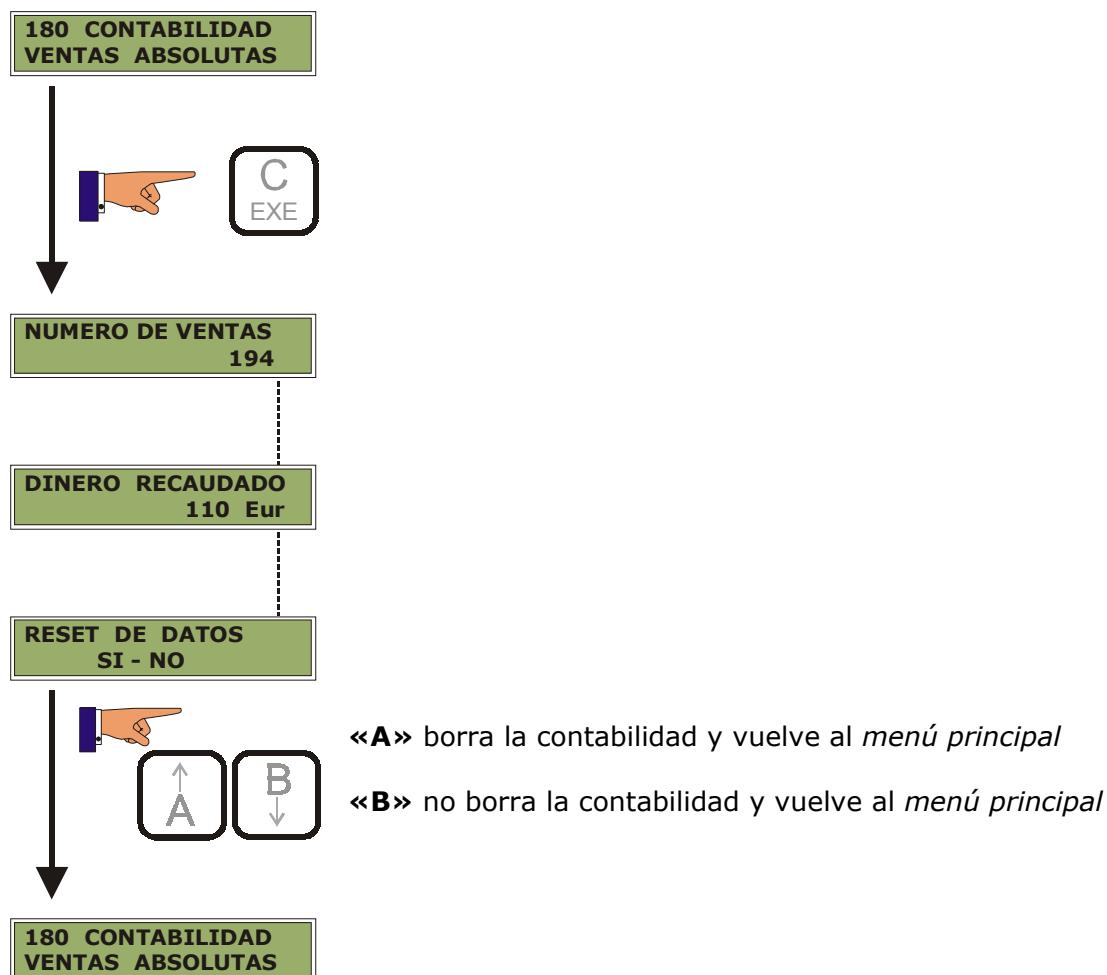 180 CONTABILIDAD
VENTAS ABSOLUTAS
C
EXE
NUMERO DE VENTAS
194
DINERO RECAUDADO
110 Eur
RESET DE DATOS
SI - NO
«A» borra la contabilidad y vuelve al menú principal
A
B
«B» no borra la contabilidad y vuelve al menú principal
180 CONTABILIDAD
VENTAS ABSOLUTAS